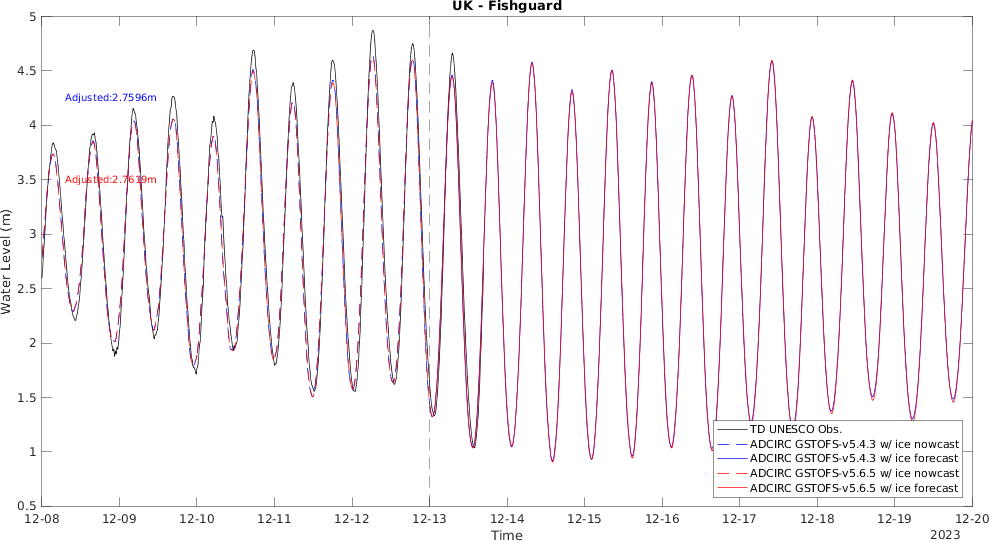 UK - Fishguard
5
4.5
4
3.5
3
2.5
2
1.5
1
0.5
Water Level (m)
Adjusted:2.7596m
Adjusted:2.7619m
TD UNESCO Obs.
ADCIRC GSTOFS-v5.4.3 w/ ice nowcast
ADCIRC GSTOFS-v5.4.3 w/ ice forecast
ADCIRC GSTOFS-v5.6.5 w/ ice nowcast
ADCIRC GSTOFS-v5.6.5 w/ ice forecast
12-08 12-09 12-10 12-11 12-12 12-13 12-14 12-15 12-16 12-17 12-18 12-19 12-20
Time
2023